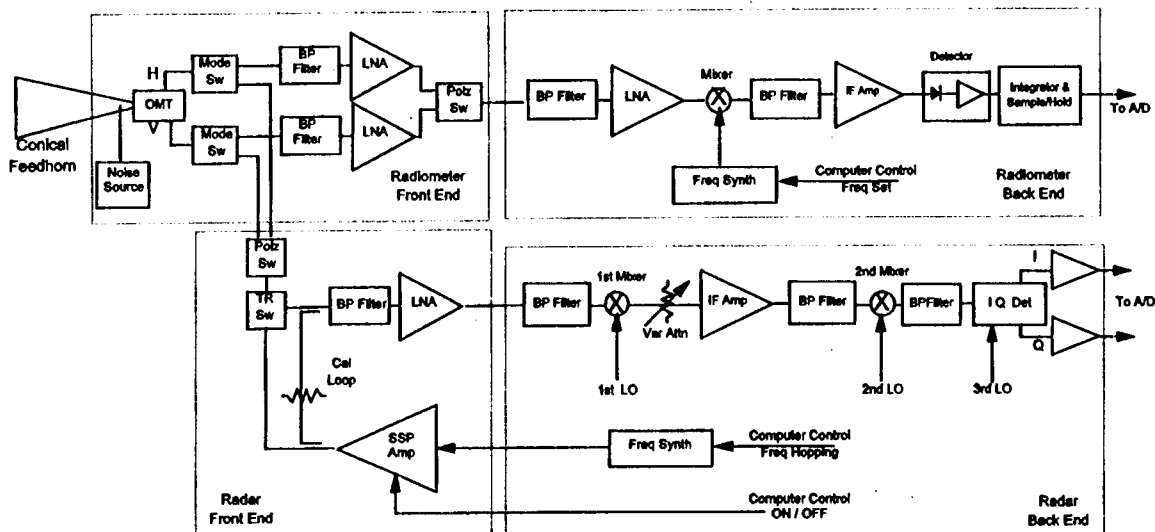 Conical
Feedhorn
OMT
H
V
Noise
Source
Mode
Sw
Mode
Sw
BP
Filter
BP
Filter
LNA
LNA
Polz
Sw
Radiometer
Front End
BP Filter
LNA
Mixer
BP Filter
IF Amp
Detector
Integrator &
Sample/Hold
To A/D
Freq Synth
Computer Control
Freq Set
Radiometer
Back End
Polz
Sw
TR
Sw
BP Filter
LNA
Cal
Loop
SSP
Amp
Radar
Front End
BP Filter
1st Mixer
Var Attn
IF Amp
BP Filter
2nd Mixer
BPFilter
I Q Det
I
Q
To A/D
1st LO
2nd LO
3rd LO
Freq Synth
Computer Control
Freq Hopping
Computer Control
ON / OFF
Radar
Back End